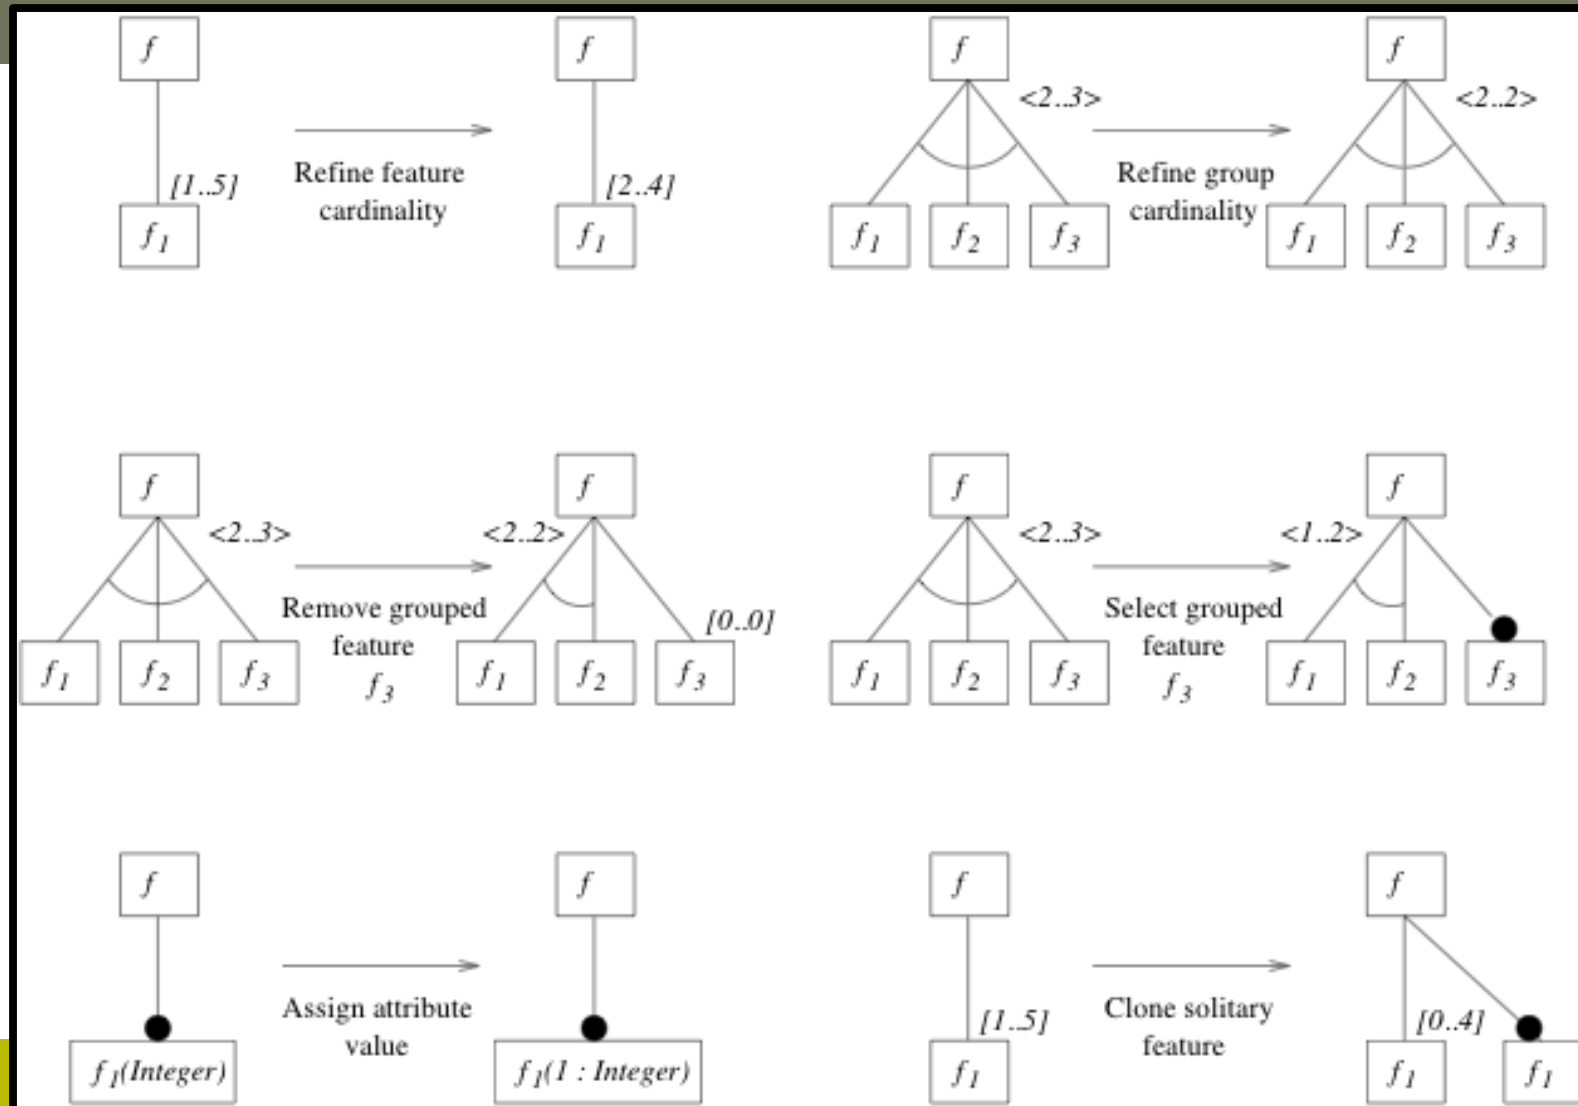 f
[1..5]
f1
Refine feature
cardinality
f
[2..4]
f1
f
<2..3>
f1 f2 f3
Refine group
cardinality
f
<2..2>
f1 f2 f3
f
<2..3>
f1 f2 f3
Remove grouped
feature
f3
f
<2..2>
[0..0]
f1 f2 f3
f
<2..3>
f1 f2 f3
Select grouped
feature
f3
f
<1..2>
f1 f2 f3
f
f1(Integer)
Assign attribute
value
f
f1(1 : Integer)
f
[1..5]
f1
Clone solitary
feature
f
[0..4]
f1 f1